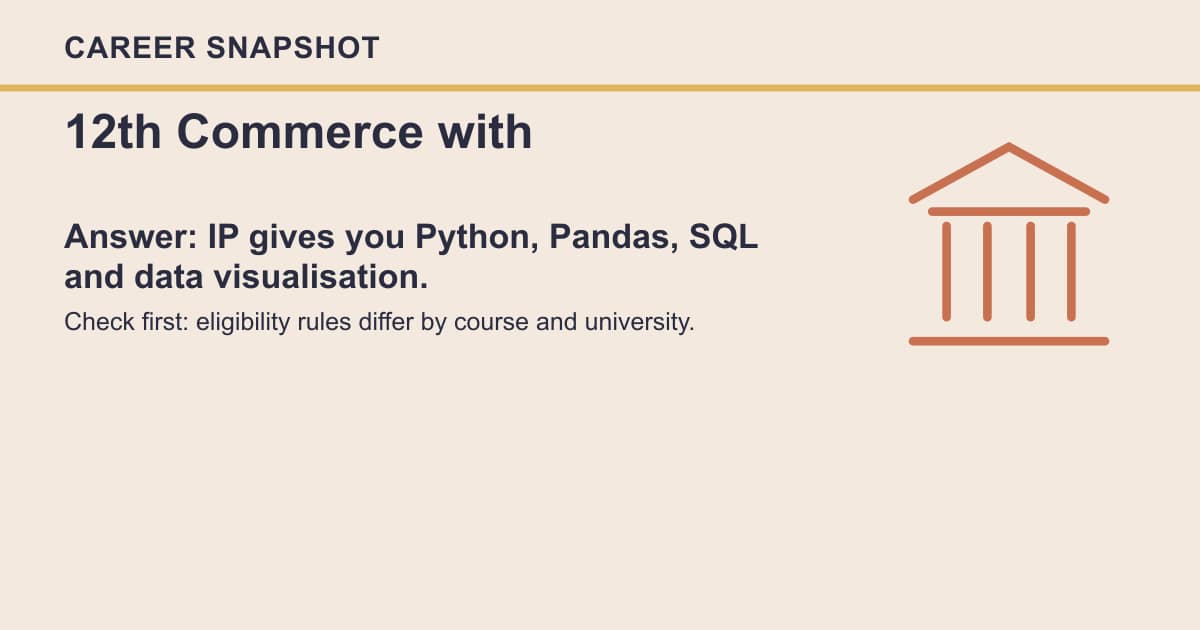 CAREER SNAPSHOT
12th Commerce with
Answer: IP gives you Python, Pandas, SQL
and data visualisation.
Check first: eligibility rules differ by course and university.